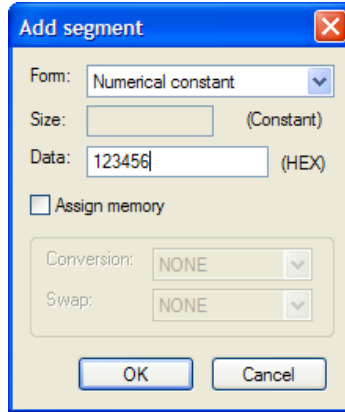 Add segment
Form: Numerical constant
Size: (Constant)
Data: 123456 (HEX)
Assign memory
Conversion: NONE
Swap: NONE
OK Cancel